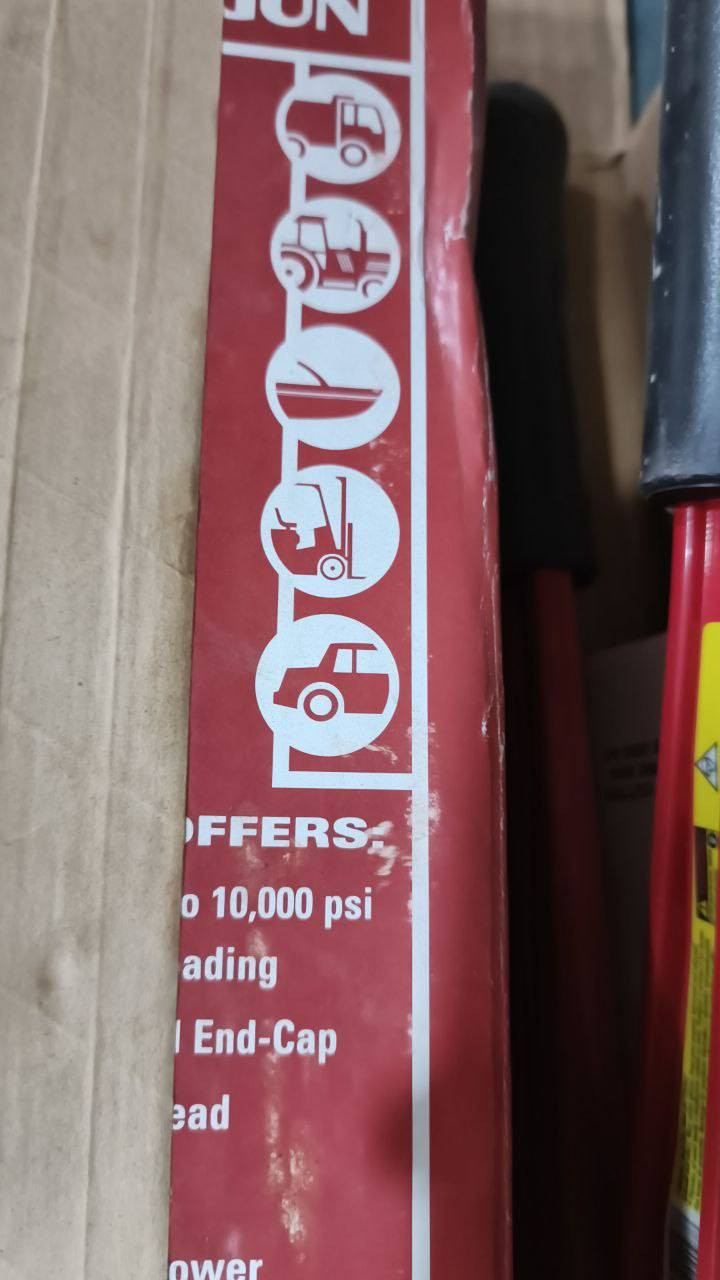 OFFERS:
o 10,000 psi
ading
End-Cap
ead
ower